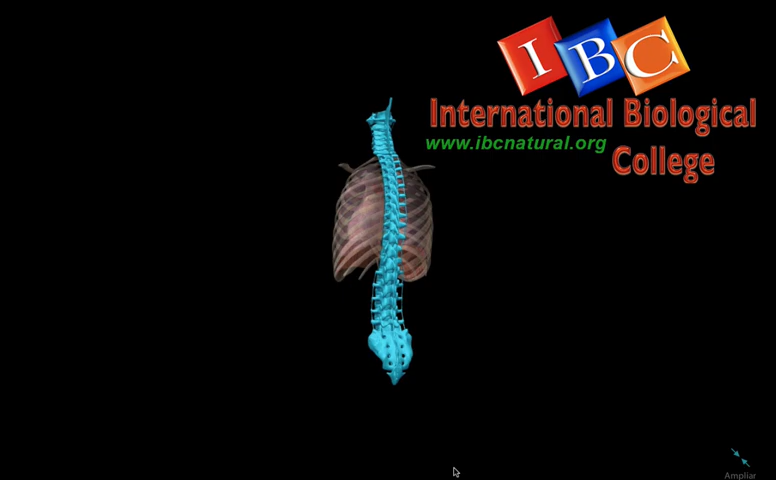 IBC
International Biological
www.ibcnatural.org
College
Ampliar